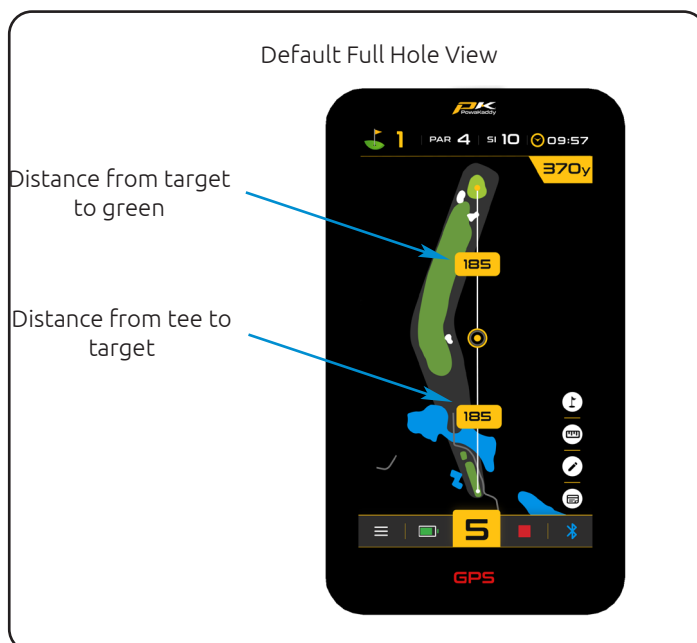 Default Full Hole View
PK
PowaKaddy
1 PAR 4 SI 10 09:57
370y
Distance from target
to green
185
Distance from tee to
target
185
5
GPS